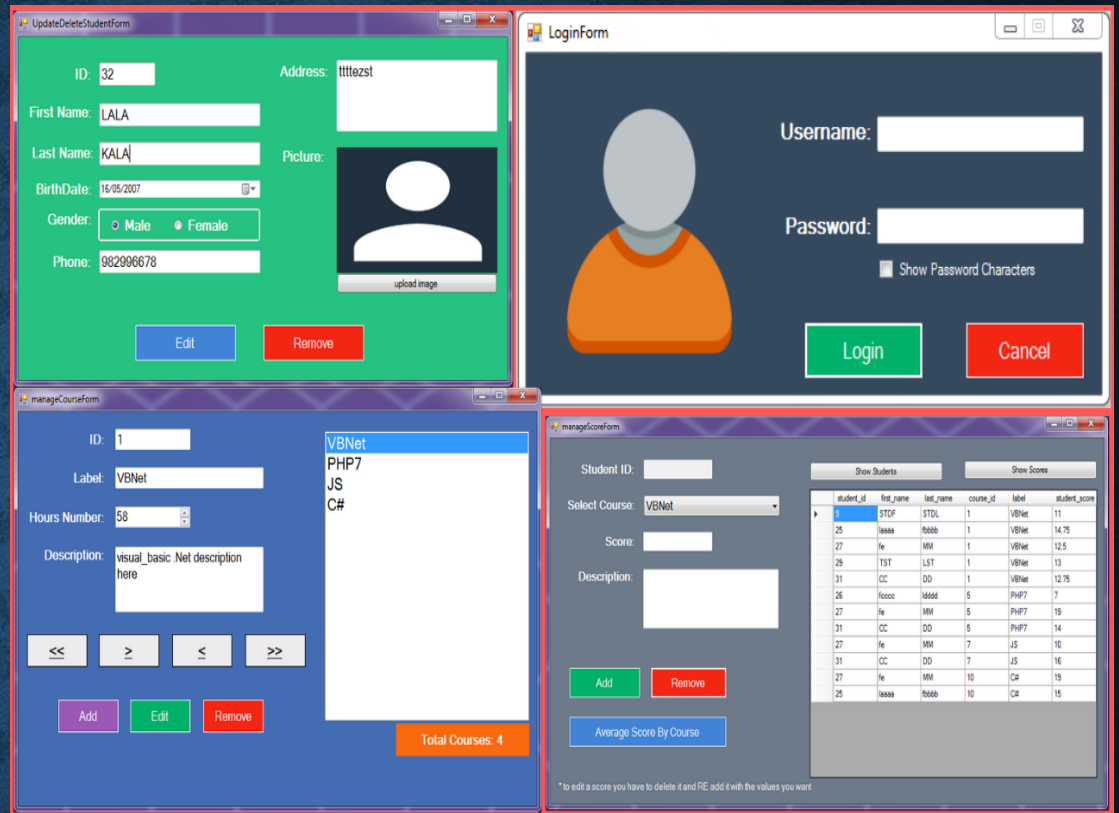 UpdateDeleteStudentForm
ID: 32
Address: ttttezst
First Name: LALA
Last Name: KALA
Picture:
BirthDate: 16/05/2007
Gender: Male Female
Phone: 982996678
upload image
Edit Remove
LoginForm
Username:
Password:
Show Password Characters
Login Cancel
manageCourseForm
ID: 1
Label: VBNet
Hours Number: 58
Description: visual_basic .Net description
here
<< > < >>
Add Edit Remove
VBNet
PHP7
JS
C#
Total Courses: 4
manageScoreForm
Student ID:
Select Course: VBNet
Score:
Description:
Add Remove
Average Score By Course
* to edit a score you have to delete it and RE add it with the values you want
Show Students Show Scores
student_id first_name last_name course_id label student_score
9 STDF STDL 1 VBNet 11
25 laaaa fbbbb 1 VBNet 14.75
27 fe MM 1 VBNet 12.5
29 TST LST 1 VBNet 13
31 CC DD 1 VBNet 12.75
26 fcccc ldddd 5 PHP7 7
27 fe MM 5 PHP7 19
31 CC DD 5 PHP7 14
27 fe MM 7 JS 10
31 CC DD 7 JS 16
27 fe MM 10 C# 19
25 laaaa fbbbb 10 C# 15